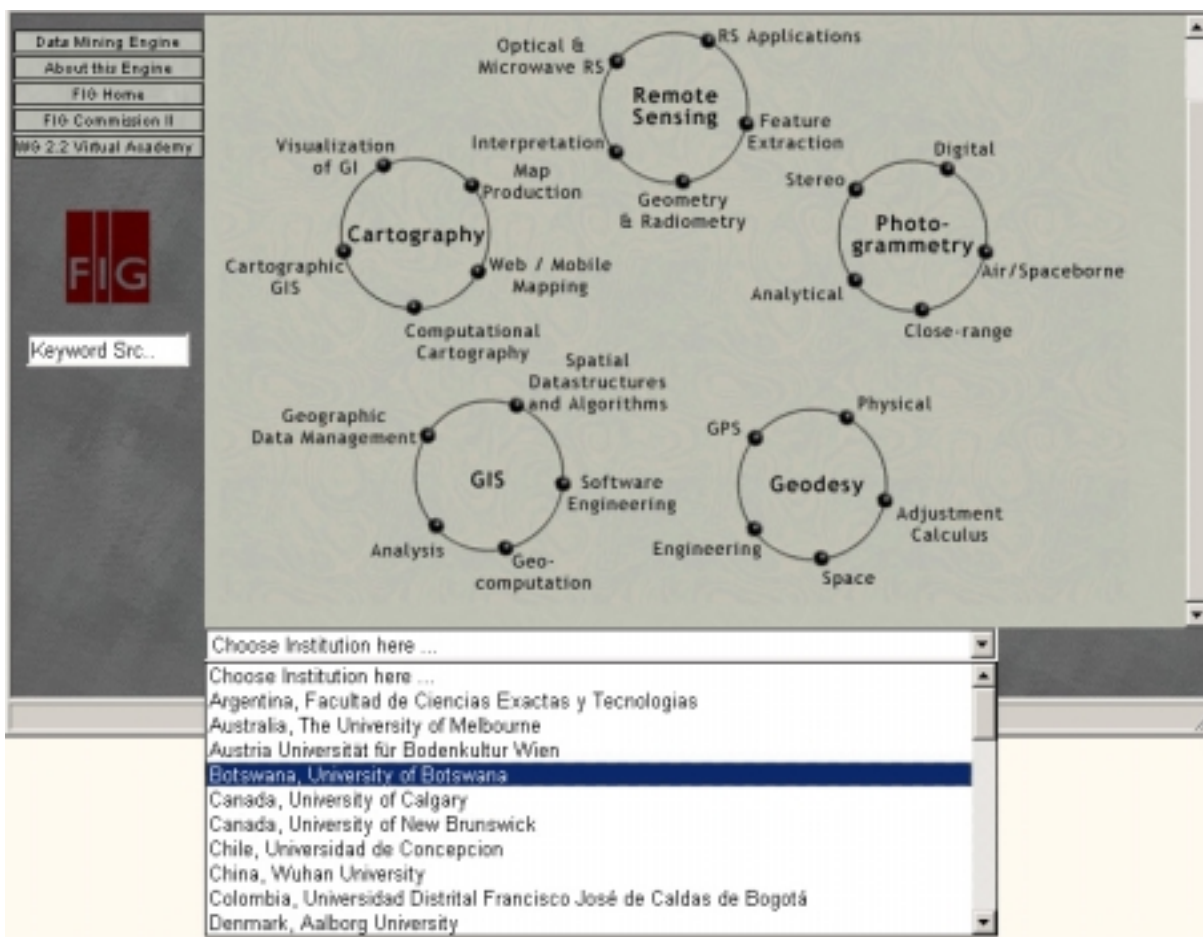 Data Mining Engine
About this Engine
FIG Home
FIG Commission II
WG 2.2 Virtual Academy
FIG
Keyword Src..
Optical &
Microwave RS
RS Applications
Remote
Sensing
Feature
Extraction
Interpretation
Geometry
& Radiometry
Visualization
of GI
Map
Production
Cartography
Cartographic
GIS
Web / Mobile
Mapping
Computational
Cartography
Digital
Stereo
Photo-
grammetry
Air/Spaceborne
Analytical
Close-range
Spatial
Datastructures
and Algorithms
Geographic
Data Management
GIS
Software
Engineering
Analysis
Geo-
computation
Physical
GPS
Geodesy
Adjustment
Calculus
Engineering
Space
Choose Institution here ...
Choose Institution here ...
Argentina, Facultad de Ciencias Exactas y Tecnologias
Australia, The University of Melbourne
Austria Universität für Bodenkultur Wien
Botswana, University of Botswana
Canada, University of Calgary
Canada, University of New Brunswick
Chile, Universidad de Concepcion
China, Wuhan University
Colombia, Universidad Distrital Francisco José de Caldas de Bogotá
Denmark, Aalborg University